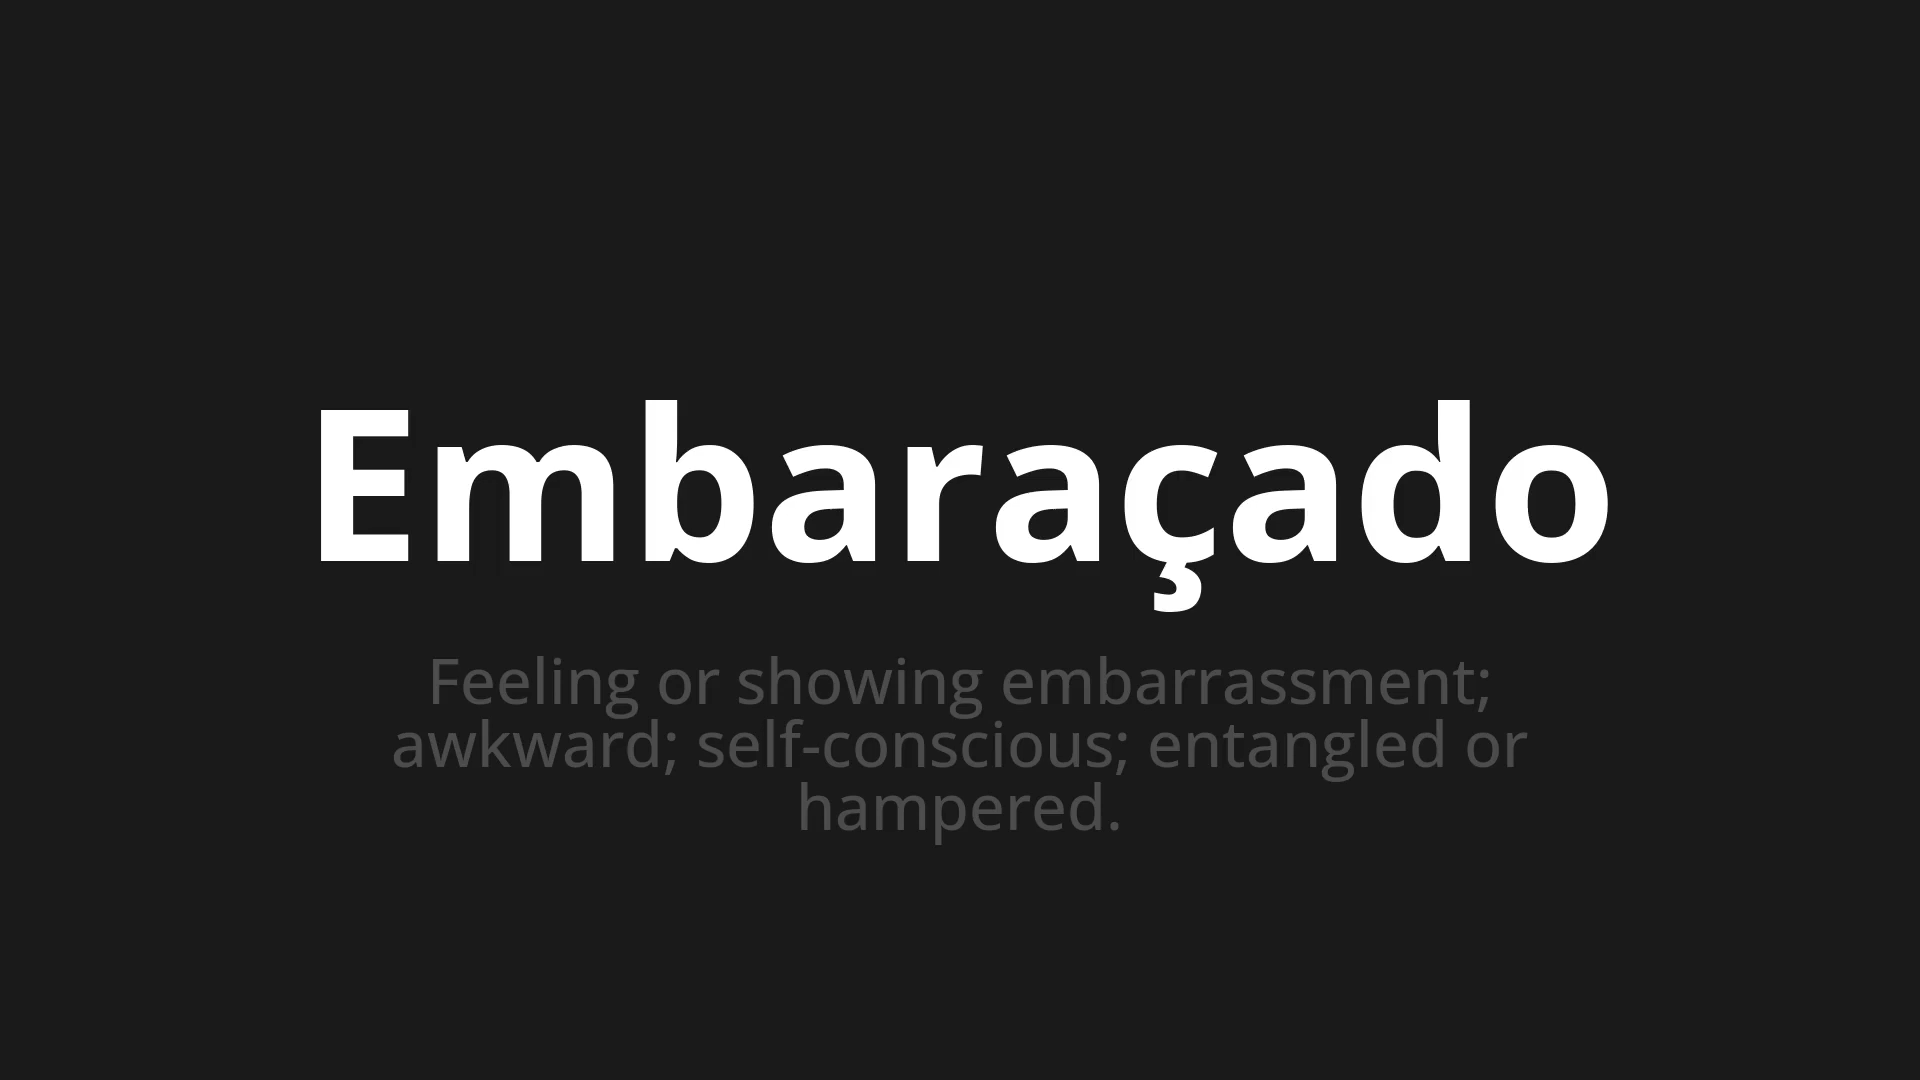 Embaraçado
Feeling or showing embarrassment;
awkward; self-conscious; entangled or
hampered.